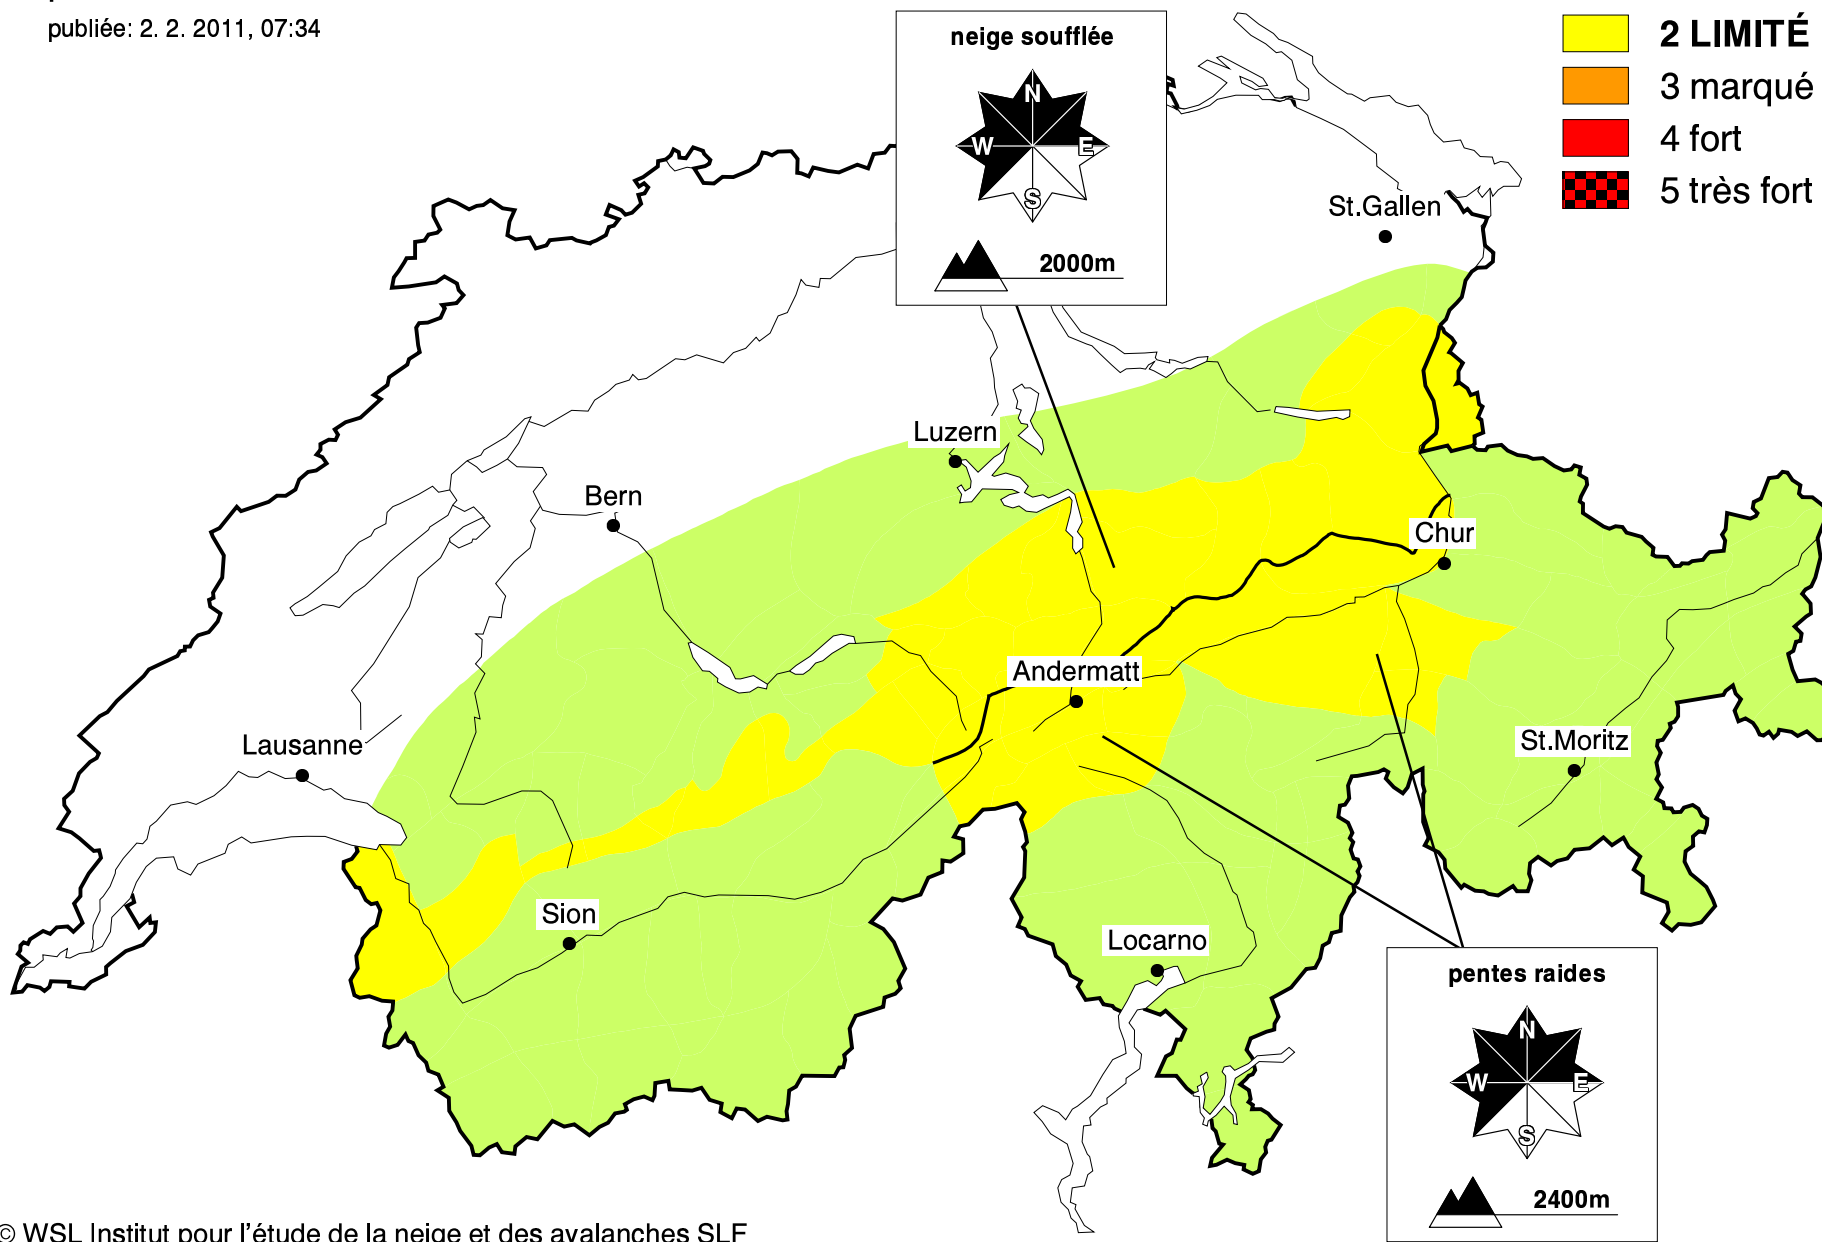 publiée: 2. 2. 2011, 07:34
2 LIMITÉ
3 marqué
4 fort
5 très fort
neige soufflée
N
W
E
S
2000m
St.Gallen
Luzern
Bern
Chur
Andermatt
Lausanne
St.Moritz
Sion
Locarno
pentes raides
N
W
E
S
2400m
© WSL Institut pour l'étude de la neige et des avalanches SLF